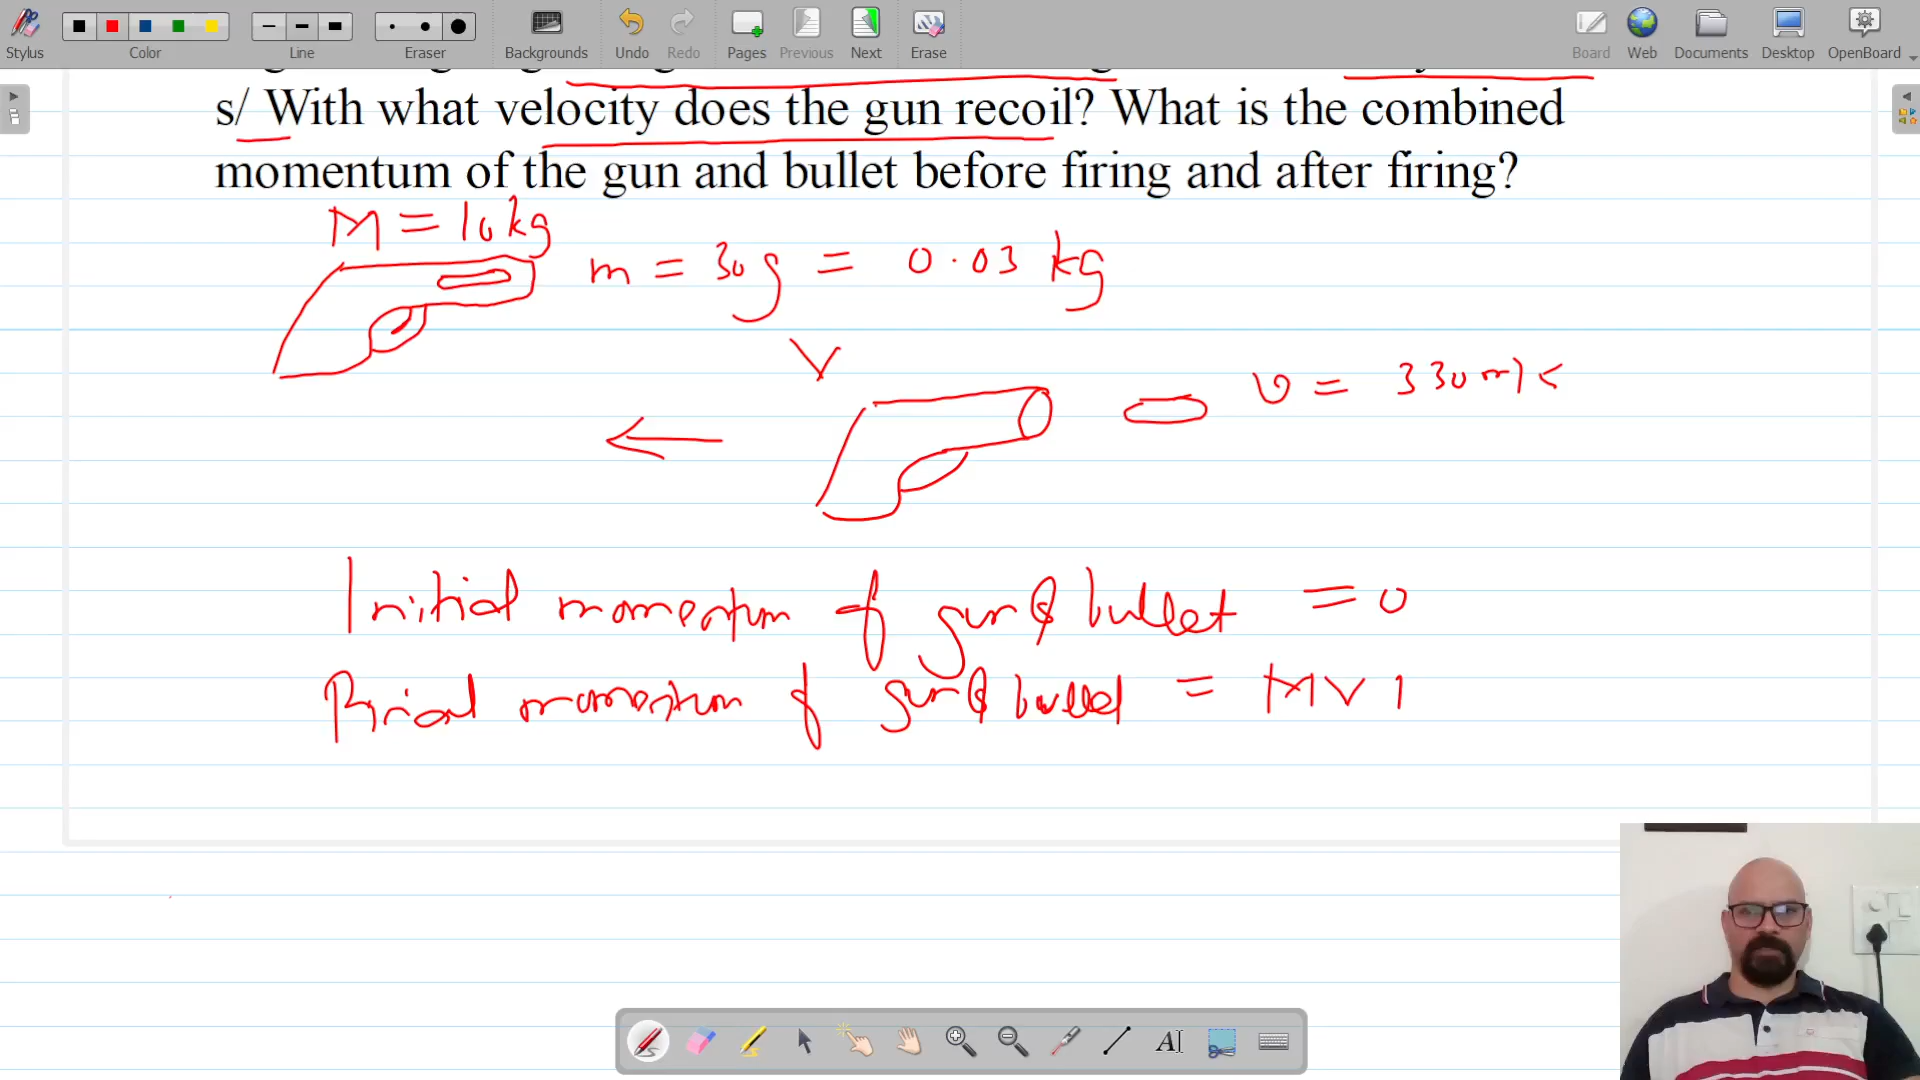 Stylus Color Line Eraser Backgrounds Undo Redo Pages Previous Next Erase Board Web Documents Desktop OpenBoard
s/ With what velocity does the gun recoil? What is the combined
momentum of the gun and bullet before firing and after firing?
M = 10 kg
m = 30 g = 0.03 kg
V
v = 330 m/s
Initial momentum of gun & bullet = 0
Final momentum of gun & bullet = MV